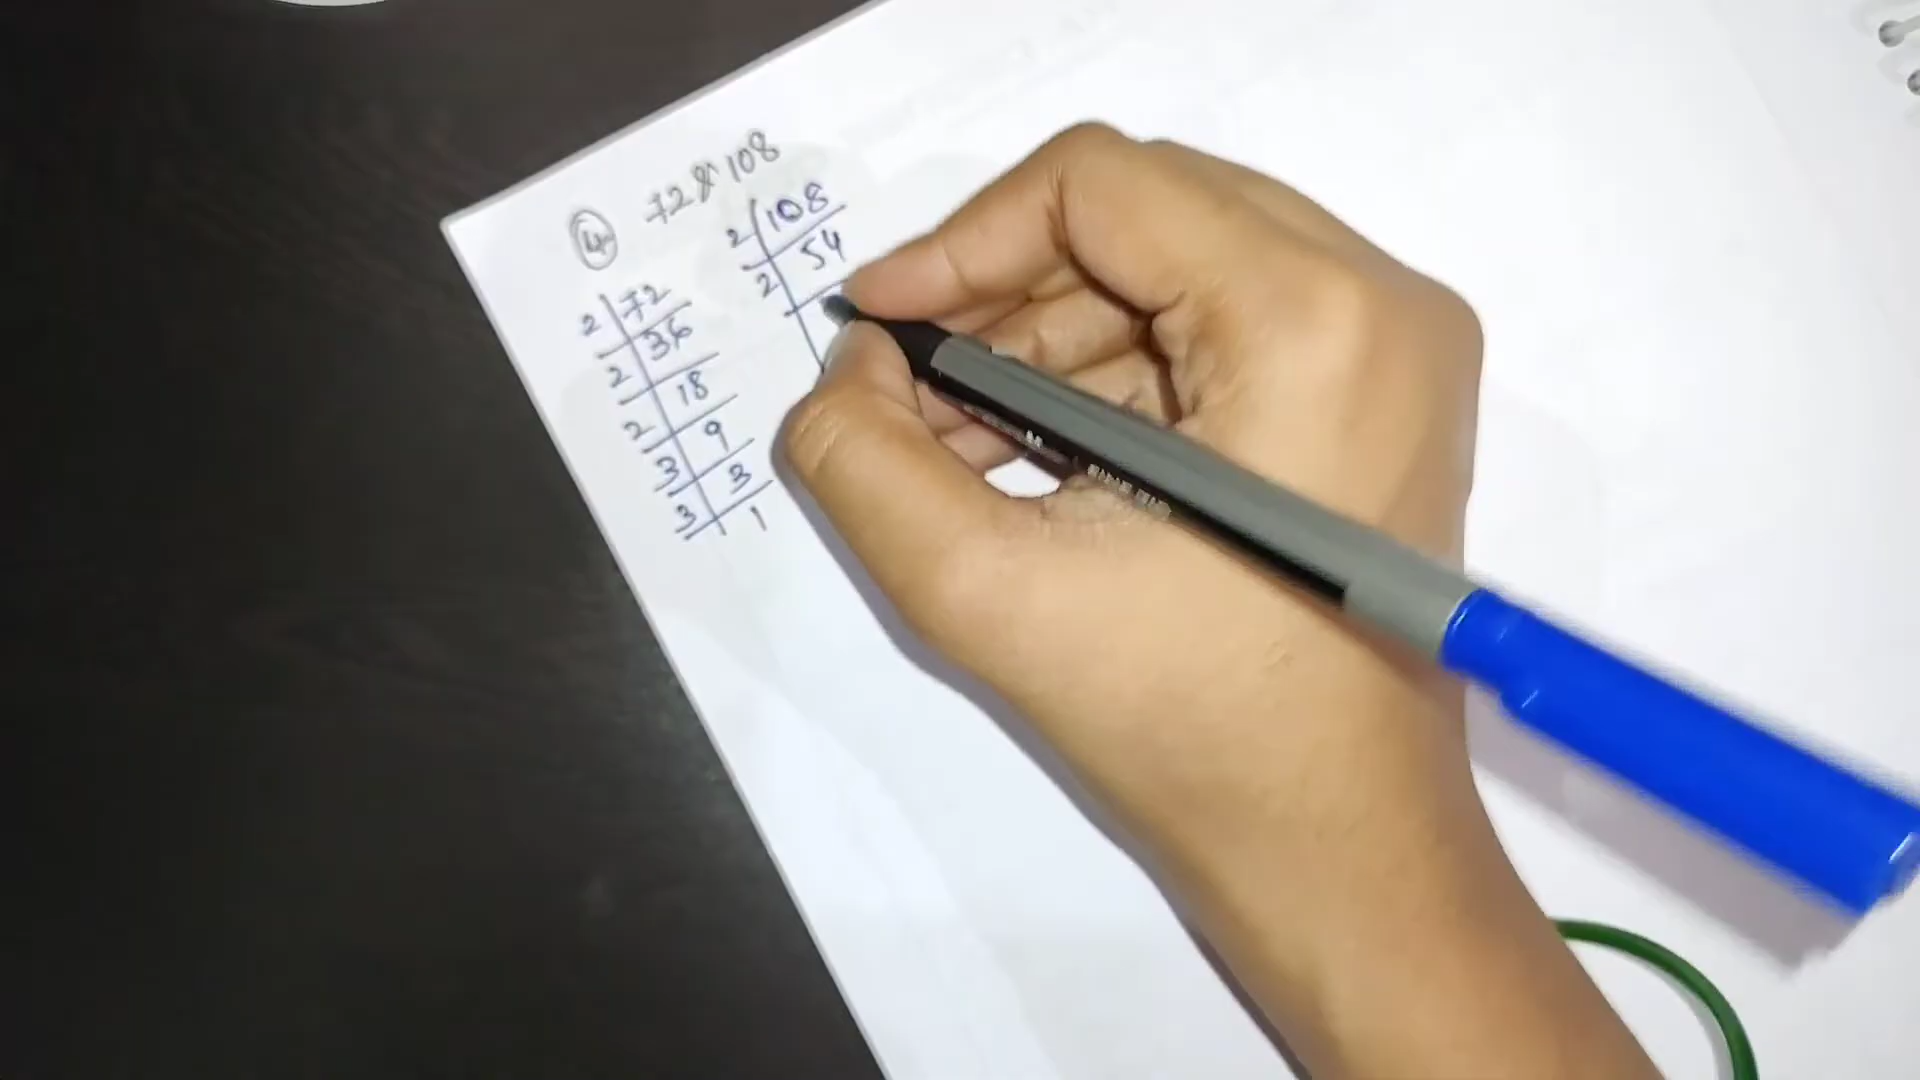 ④ 72 & 108
2 | 72
2 | 36
2 | 18
3 | 9
3 | 3
1
2 | 108
2 | 54